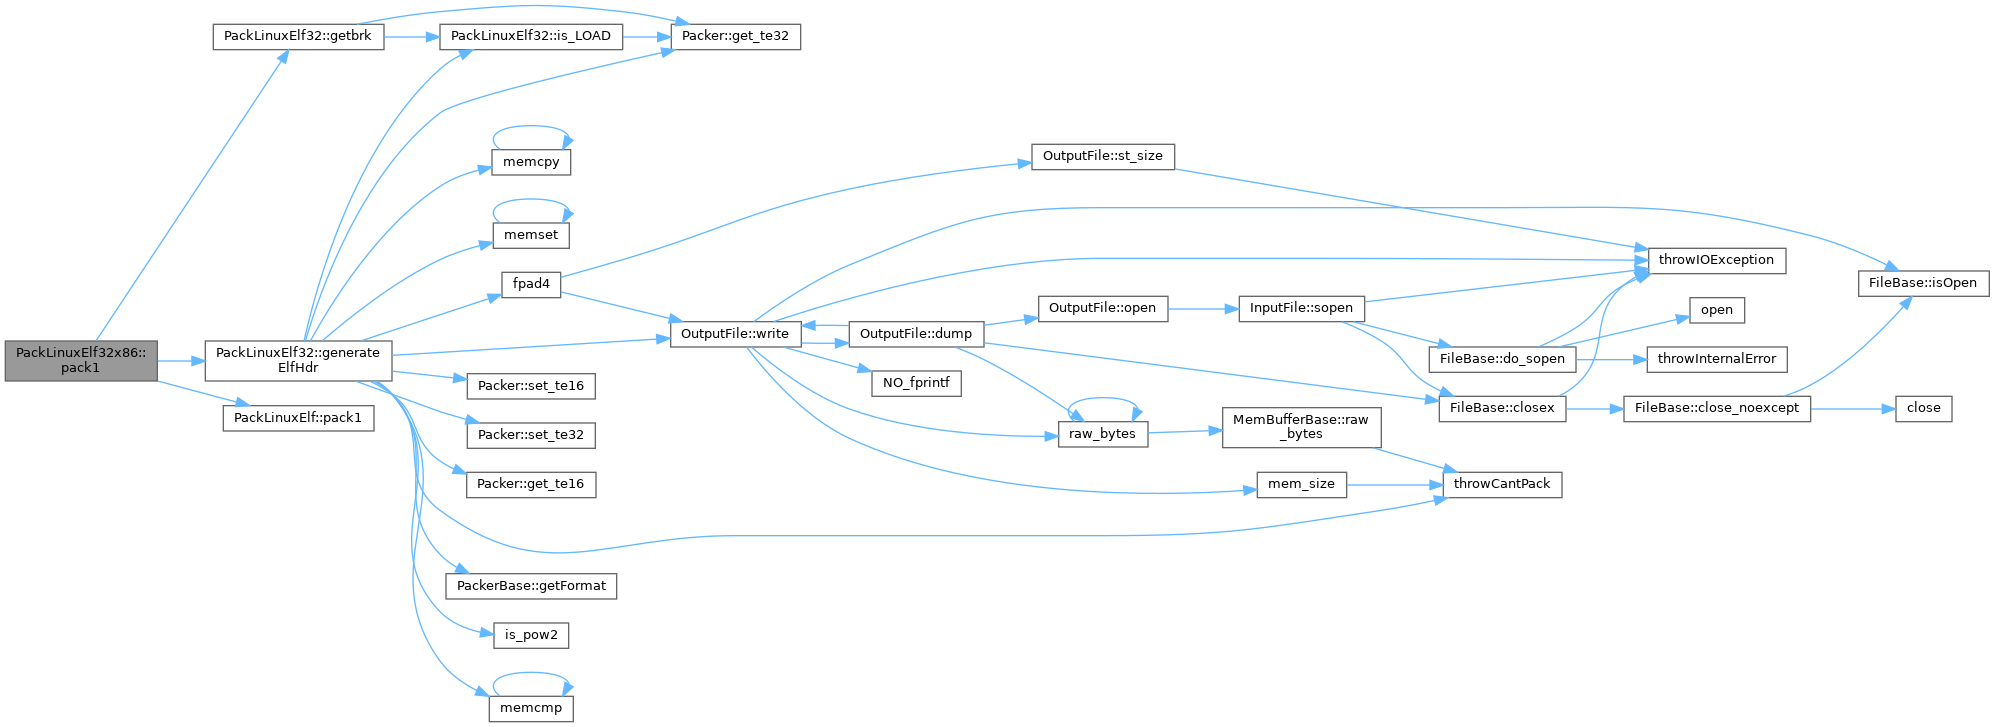 PackLinuxElf32x86::
pack1
PackLinuxElf32::getbrk
PackLinuxElf32::is_LOAD
Packer::get_te32
PackLinuxElf32::generate
ElfHdr
PackLinuxElf::pack1
memcpy
memset
fpad4
OutputFile::write
Packer::set_te16
Packer::set_te32
Packer::get_te16
PackerBase::getFormat
is_pow2
memcmp
OutputFile::st_size
OutputFile::dump
NO_fprintf
OutputFile::open
raw_bytes
InputFile::sopen
MemBufferBase::raw
_bytes
mem_size
FileBase::do_sopen
FileBase::closex
throwCantPack
throwIOException
open
throwInternalError
FileBase::close_noexcept
FileBase::isOpen
close